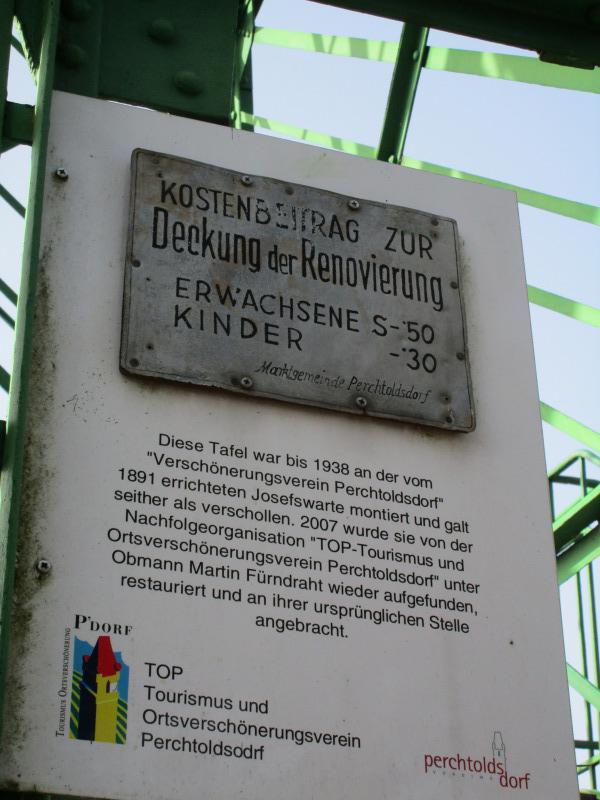 KOSTENBEITRAG ZUR
Deckung der Renovierung
ERWACHSENE S-·50
KINDER -·30
Marktgemeinde Perchtoldsdorf
Diese Tafel war bis 1938 an der vom
"Verschönerungsverein Perchtoldsdorf"
1891 errichteten Josefswarte montiert und galt
seither als verschollen. 2007 wurde sie von der
Nachfolgeorganisation "TOP-Tourismus und
Ortsverschönerungsverein Perchtoldsdorf" unter
Obmann Martin Fürndraht wieder aufgefunden,
restauriert und an ihrer ursprünglichen Stelle
angebracht.
P'DORF
TOURISMUS ORTSVERSCHÖNERUNG
TOP
Tourismus und
Ortsverschönerungsverein
Perchtoldsodrf
perchtolds
dorf